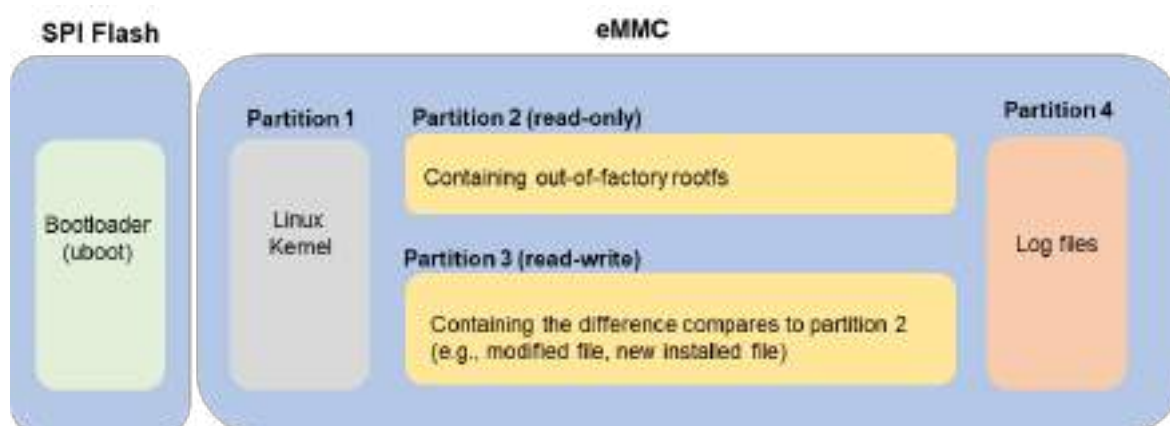 SPI Flash
eMMC
Bootloader
(uboot)
Partition 1
Linux
Kernel
Partition 2 (read-only)
Containing out-of-factory rootfs
Partition 3 (read-write)
Containing the difference compares to partition 2
(e.g., modified file, new installed file)
Partition 4
Log files